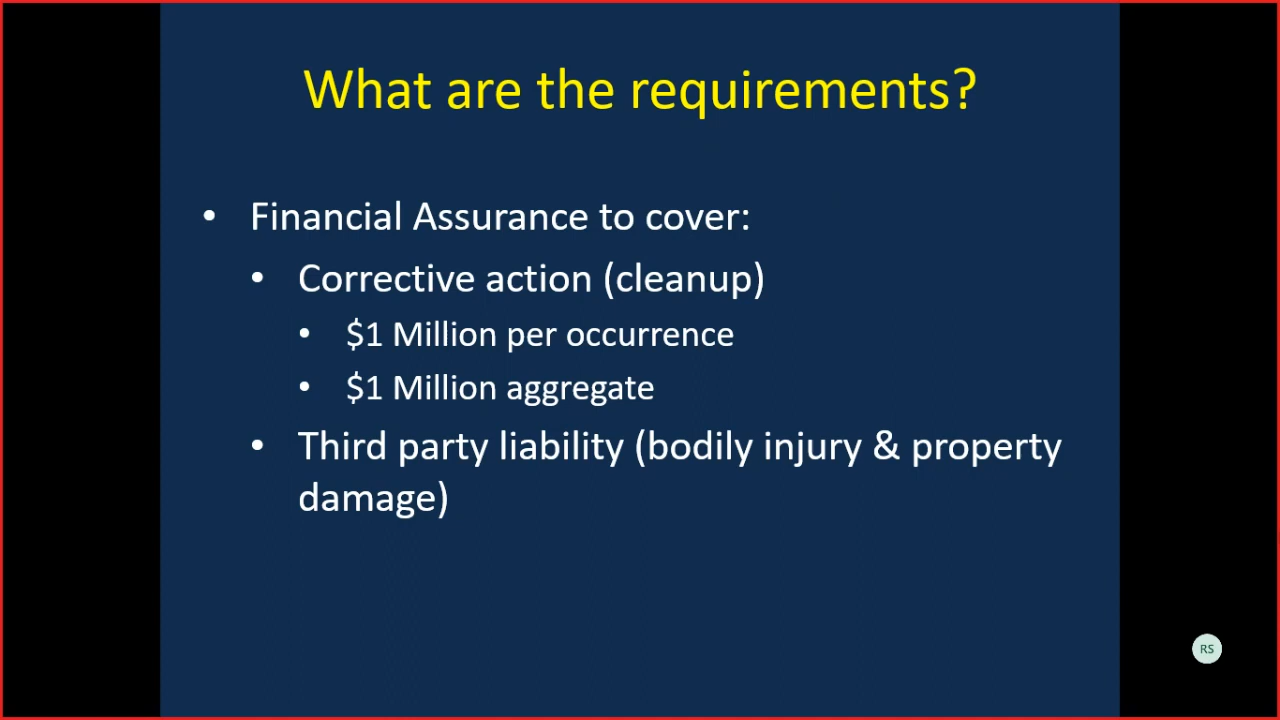 What are the requirements?
• Financial Assurance to cover:
• Corrective action (cleanup)
• $1 Million per occurrence
• $1 Million aggregate
• Third party liability (bodily injury & property
damage)
RS